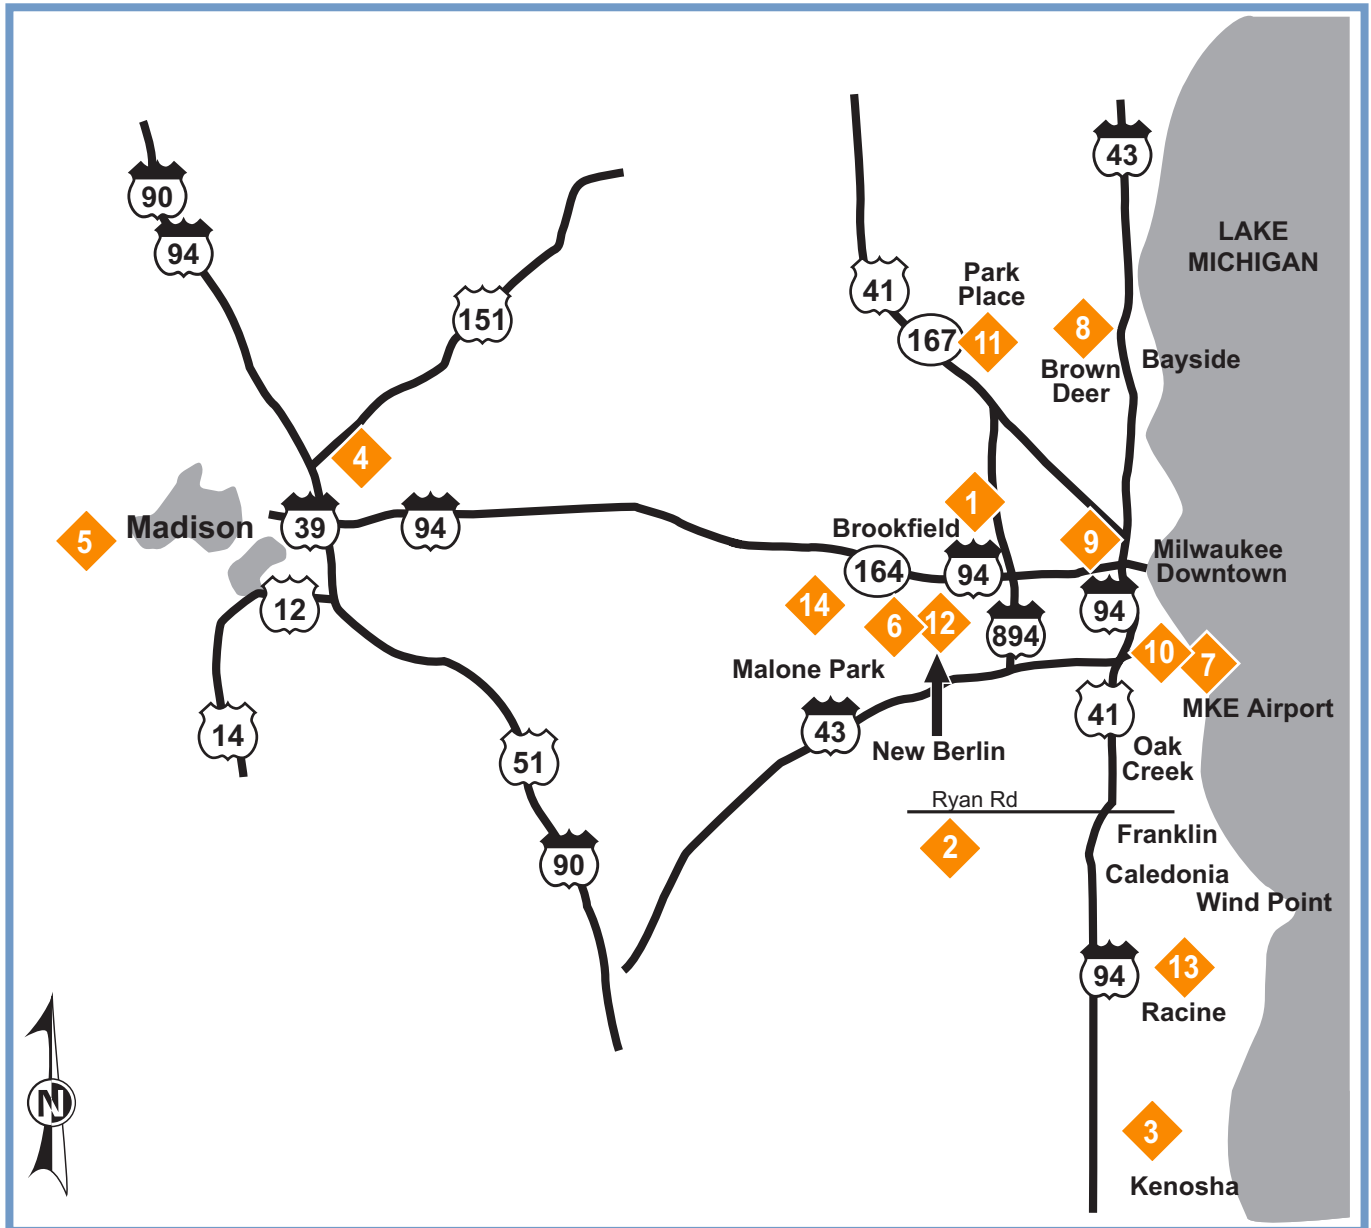 43
90
LAKE
MICHIGAN
94
Park
Place
41
151
167
11
8
Brown
Deer
Bayside
4
1
5
Madison
39
94
Brookfield
9
Milwaukee
Downtown
164
94
12
14
6
12
894
94
10
7
Malone Park
MKE Airport
14
43
41
New Berlin
Oak
Creek
51
Ryan Rd
2
Franklin
90
Caledonia
Wind Point
94
13
Racine
N
3
Kenosha